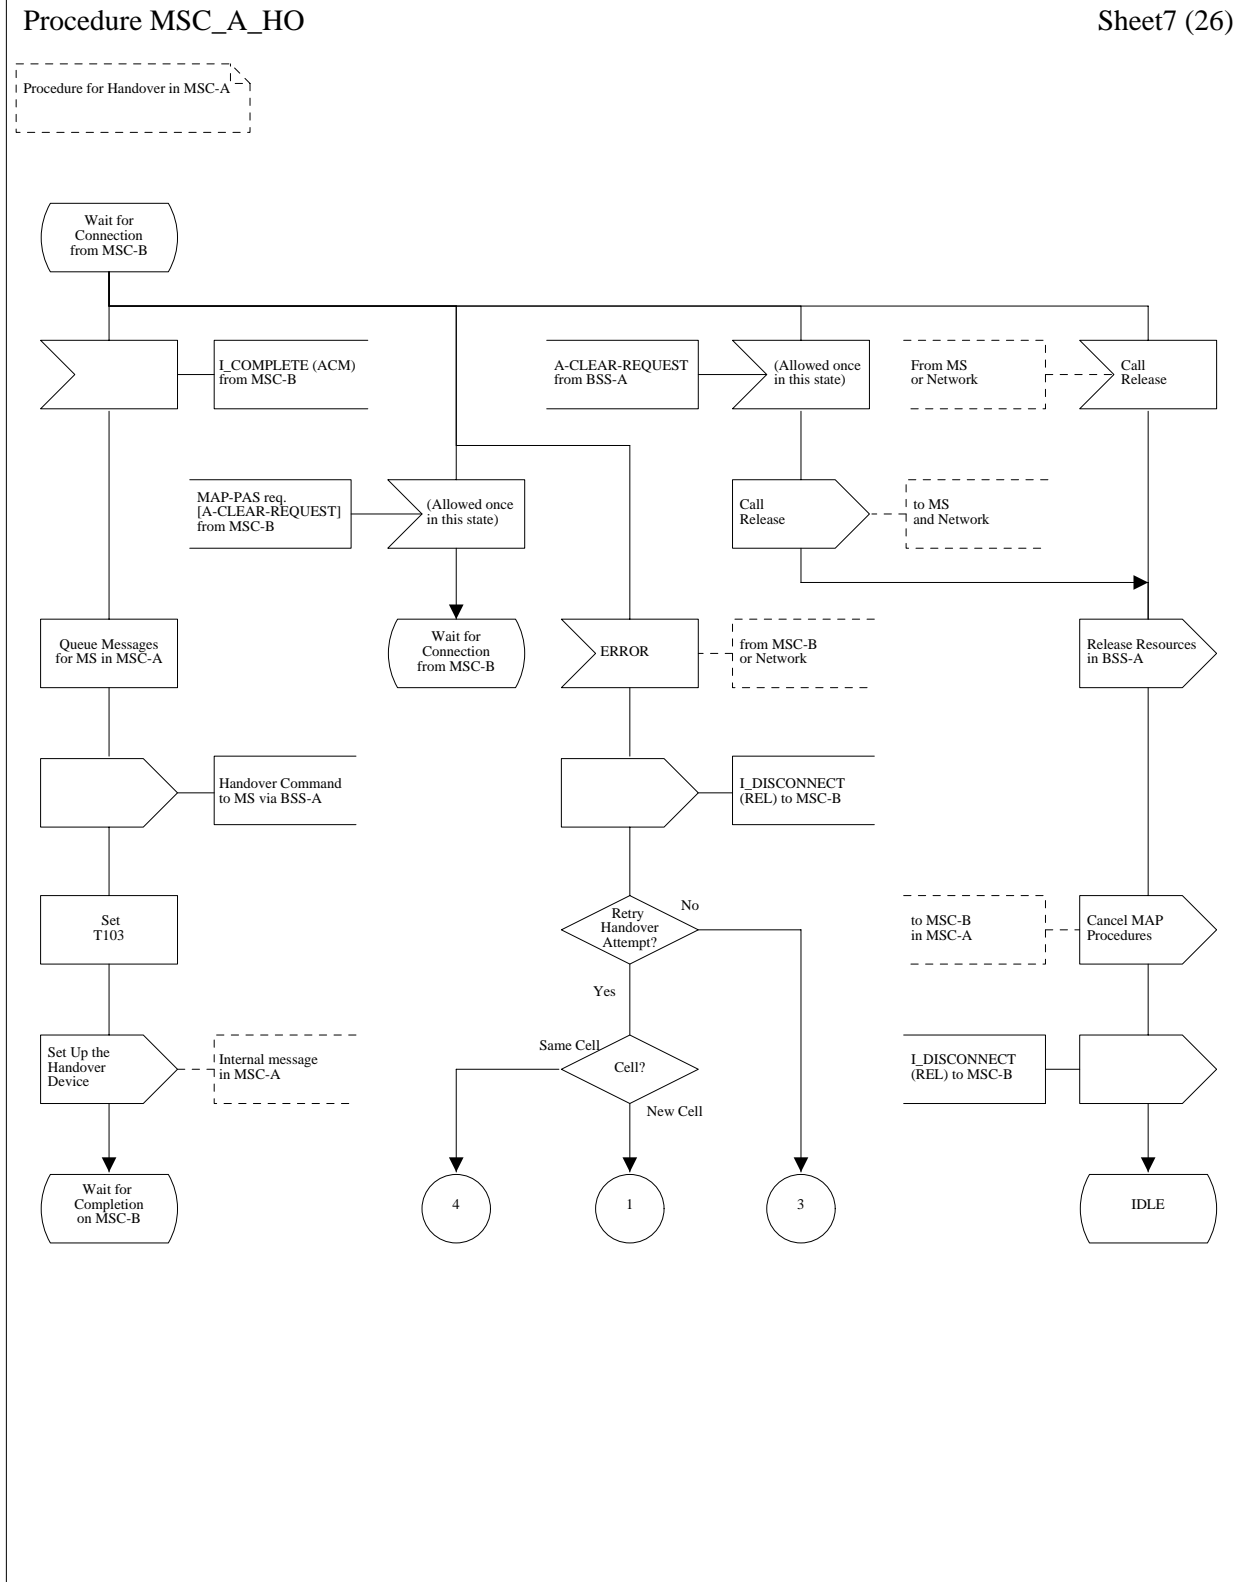 Procedure MSC_A_HO
Sheet7 (26)
Procedure for Handover in MSC-A
Wait for
Connection
from MSC-B
I_COMPLETE (ACM)
from MSC-B
A-CLEAR-REQUEST
from BSS-A
(Allowed once
in this state)
From MS
or Network
Call
Release
MAP-PAS req.
[A-CLEAR-REQUEST]
from MSC-B
(Allowed once
in this state)
Call
Release
to MS
and Network
Queue Messages
for MS in MSC-A
Wait for
Connection
from MSC-B
ERROR
from MSC-B
or Network
Release Resources
in BSS-A
Handover Command
to MS via BSS-A
I_DISCONNECT
(REL) to MSC-B
Set
T103
Retry
Handover
Attempt?
No
Yes
to MSC-B
in MSC-A
Cancel MAP
Procedures
Set Up the
Handover
Device
Internal message
in MSC-A
Same Cell
Cell?
New Cell
I_DISCONNECT
(REL) to MSC-B
Wait for
Completion
on MSC-B
4
1
3
IDLE